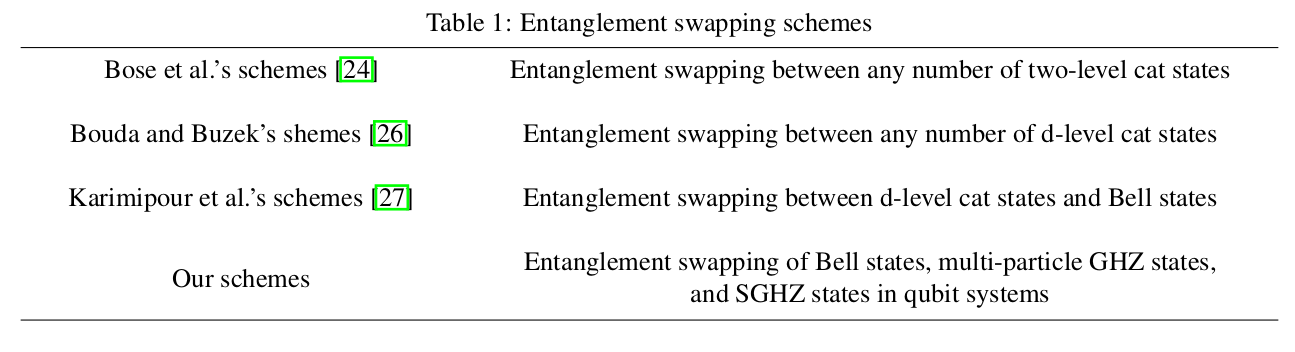 Table 1: Entanglement swapping schemes
Bose et al.'s schemes [24] Entanglement swapping between any number of two-level cat states
Bouda and Buzek's shemes [26] Entanglement swapping between any number of d-level cat states
Karimipour et al.'s schemes [27] Entanglement swapping between d-level cat states and Bell states
Our schemes
Entanglement swapping of Bell states, multi-particle GHZ states,
and SGHZ states in qubit systems